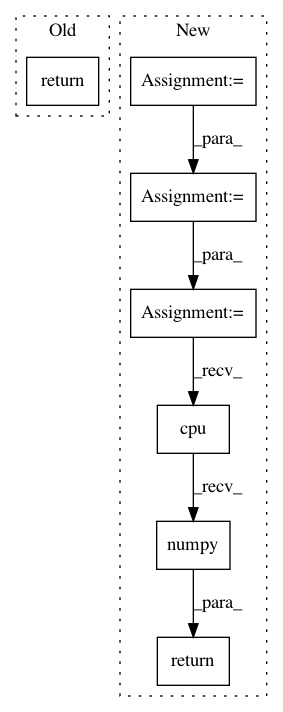 Old
return
New
Assignment:=
_para_
Assignment:=
_para_
Assignment:=
_recv_
cpu
_recv_
numpy
_para_
return